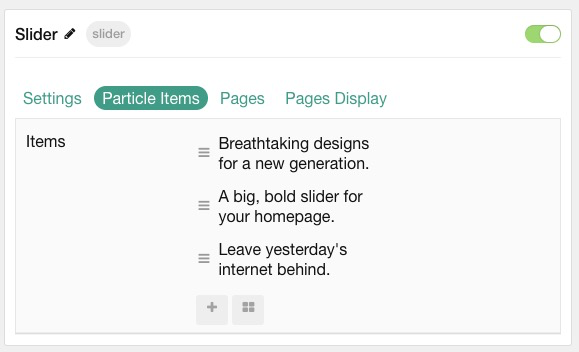 Slider slider
Settings Particle Items Pages Pages Display
Items
Breathtaking designs
for a new generation.
A big, bold slider for
your homepage.
Leave yesterday's
internet behind.